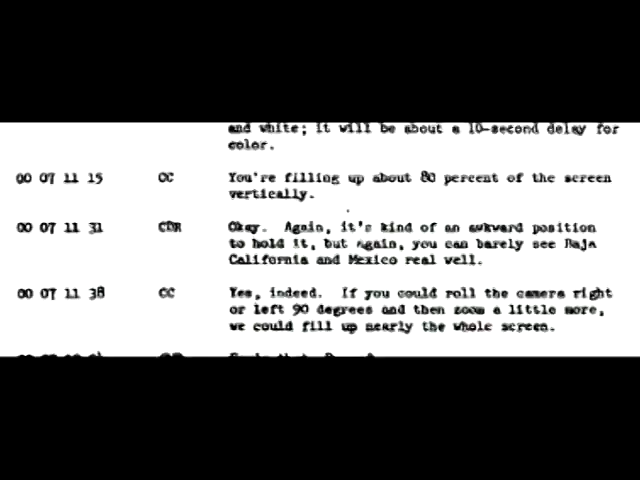 and white; it will be about a 10-second delay for
color.
00 07 11 15 CC You're filling up about 80 percent of the screen
vertically.
00 07 11 31 CDR Okay. Again, it's kind of an awkward position
to hold it, but again, you can barely see Baja
California and Mexico real well.
00 07 11 38 CC Yes, indeed. If you could roll the camera right
or left 90 degrees and then zoom a little more,
we could fill up nearly the whole screen.